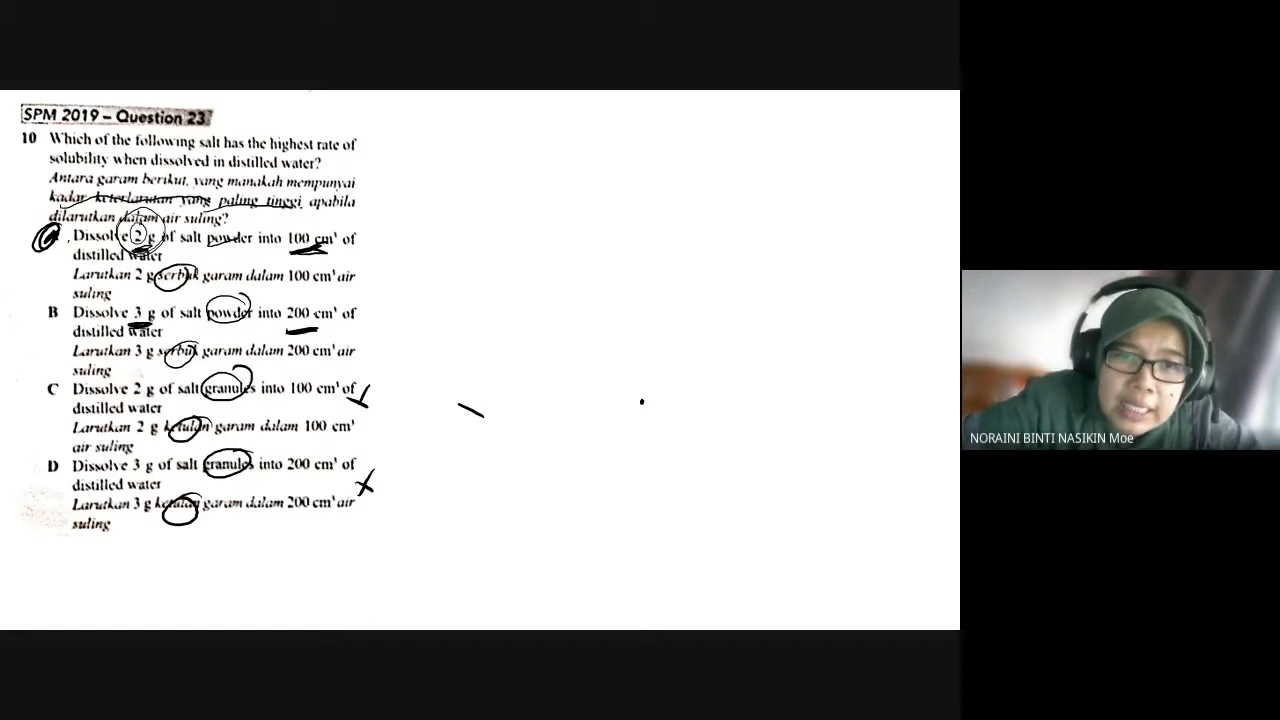 SPM 2019 – Question 23
10 Which of the following salt has the highest rate of
solubility when dissolved in distilled water?
Antara garam berikut, yang manakah mempunyai
kadar keterlarutan yang paling tinggi apabila
dilarutkan dalam air suling?
Dissolve 2 g of salt powder into 100 cm³ of
distilled water
Larutkan 2 g serbuk garam dalam 100 cm³ air
suling
B Dissolve 3 g of salt powder into 200 cm³ of
distilled water
Larutkan 3 g serbuk garam dalam 200 cm³ air
suling
C Dissolve 2 g of salt granules into 100 cm³ of
distilled water
Larutkan 2 g ketulan garam dalam 100 cm³
air suling
D Dissolve 3 g of salt granules into 200 cm³ of
distilled water
Larutkan 3 g ketulan garam dalam 200 cm³ air
suling
NORAINI BINTI NASIKIN Moe